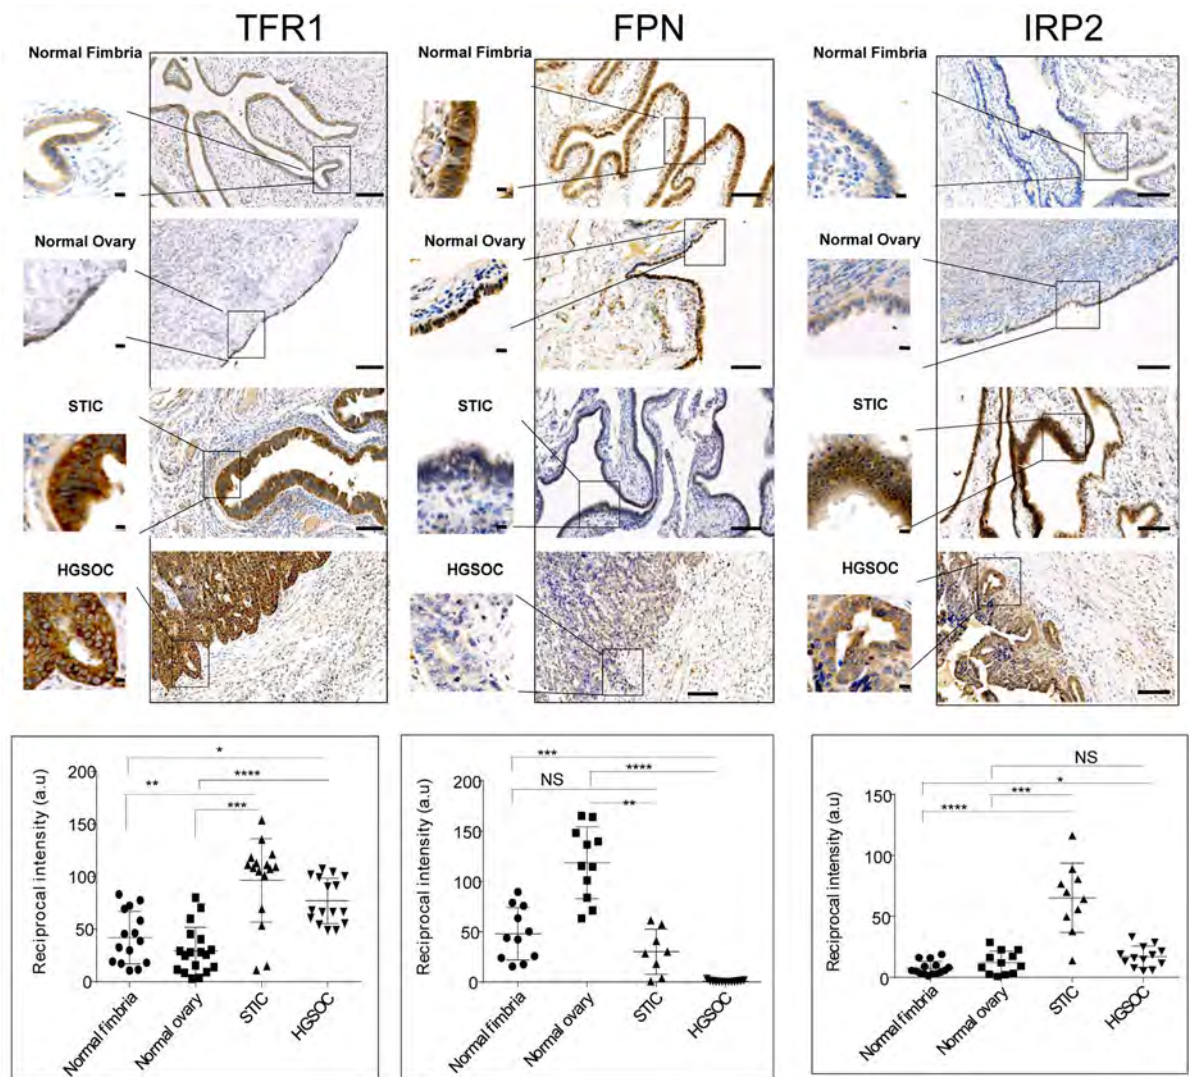 TFR1
FPN
IRP2
Normal Fimbria
Normal Fimbria
Normal Fimbria
Normal Ovary
Normal Ovary
Normal Ovary
STIC
STIC
STIC
HGSOC
HGSOC
HGSOC
Reciprocal intensity (a.u)
200
150
100
50
0
*
**
****
***
Normal fimbria
Normal ovary
STIC
HGSOC
Reciprocal intensity (a.u)
200
150
100
50
0
***
****
NS
**
Normal fimbria
Normal ovary
STIC
HGSOC
Reciprocal intensity (a.u)
150
100
50
0
NS
*
***
****
Normal fimbria
Normal ovary
STIC
HGSOC